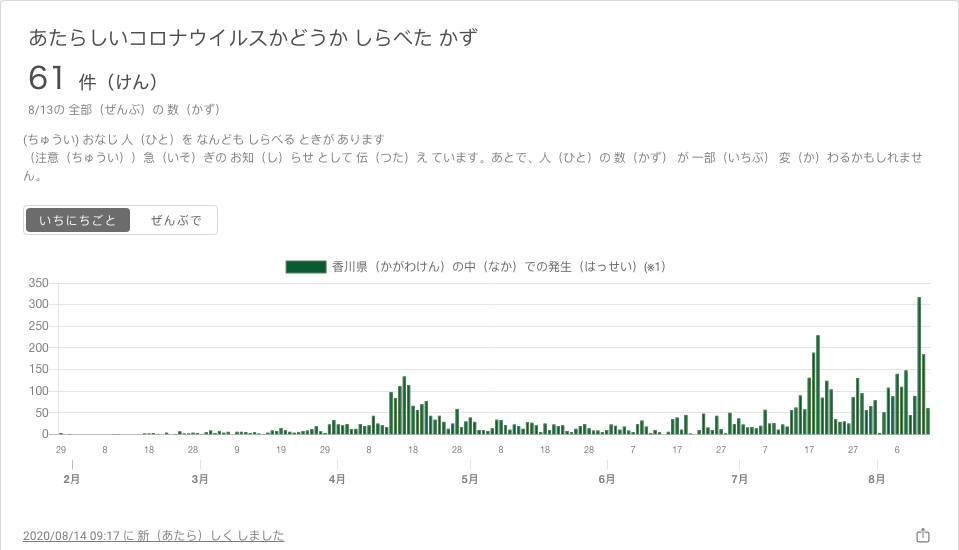 あたらしいコロナウイルスかどうか しらべた かず
61 件（けん）
8/13の 全部（ぜんぶ）の 数（かず）
(ちゅうい) おなじ 人（ひと）を なんども しらべる ときが あります
（注意（ちゅうい））急（いそ）ぎの お知（し）らせ として 伝（つた）え ています。あとで、人（ひと）の 数（かず） が 一部（いちぶ） 変（か）わるかもしれませ
ん。
いちにちごと ぜんぶで
香川県（かがわけん）の中（なか）での発生（はっせい）(※1)
350
300
250
200
150
100
50
0
29 8 18 28 9 19 29 8 18 28 8 18 28 7 17 27 7 17 27 6
2月 3月 4月 5月 6月 7月 8月
2020/08/14 09:17 に 新（あたら）しく しました